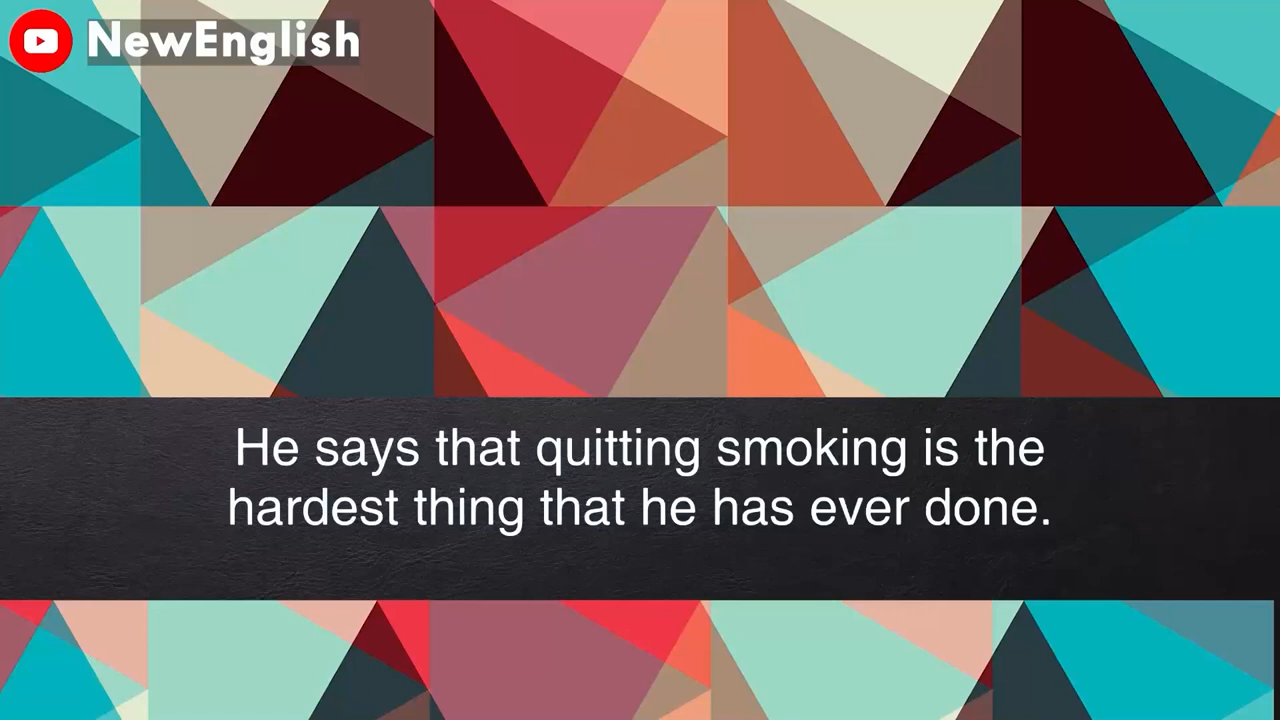 NewEnglish
He says that quitting smoking is the
hardest thing that he has ever done.